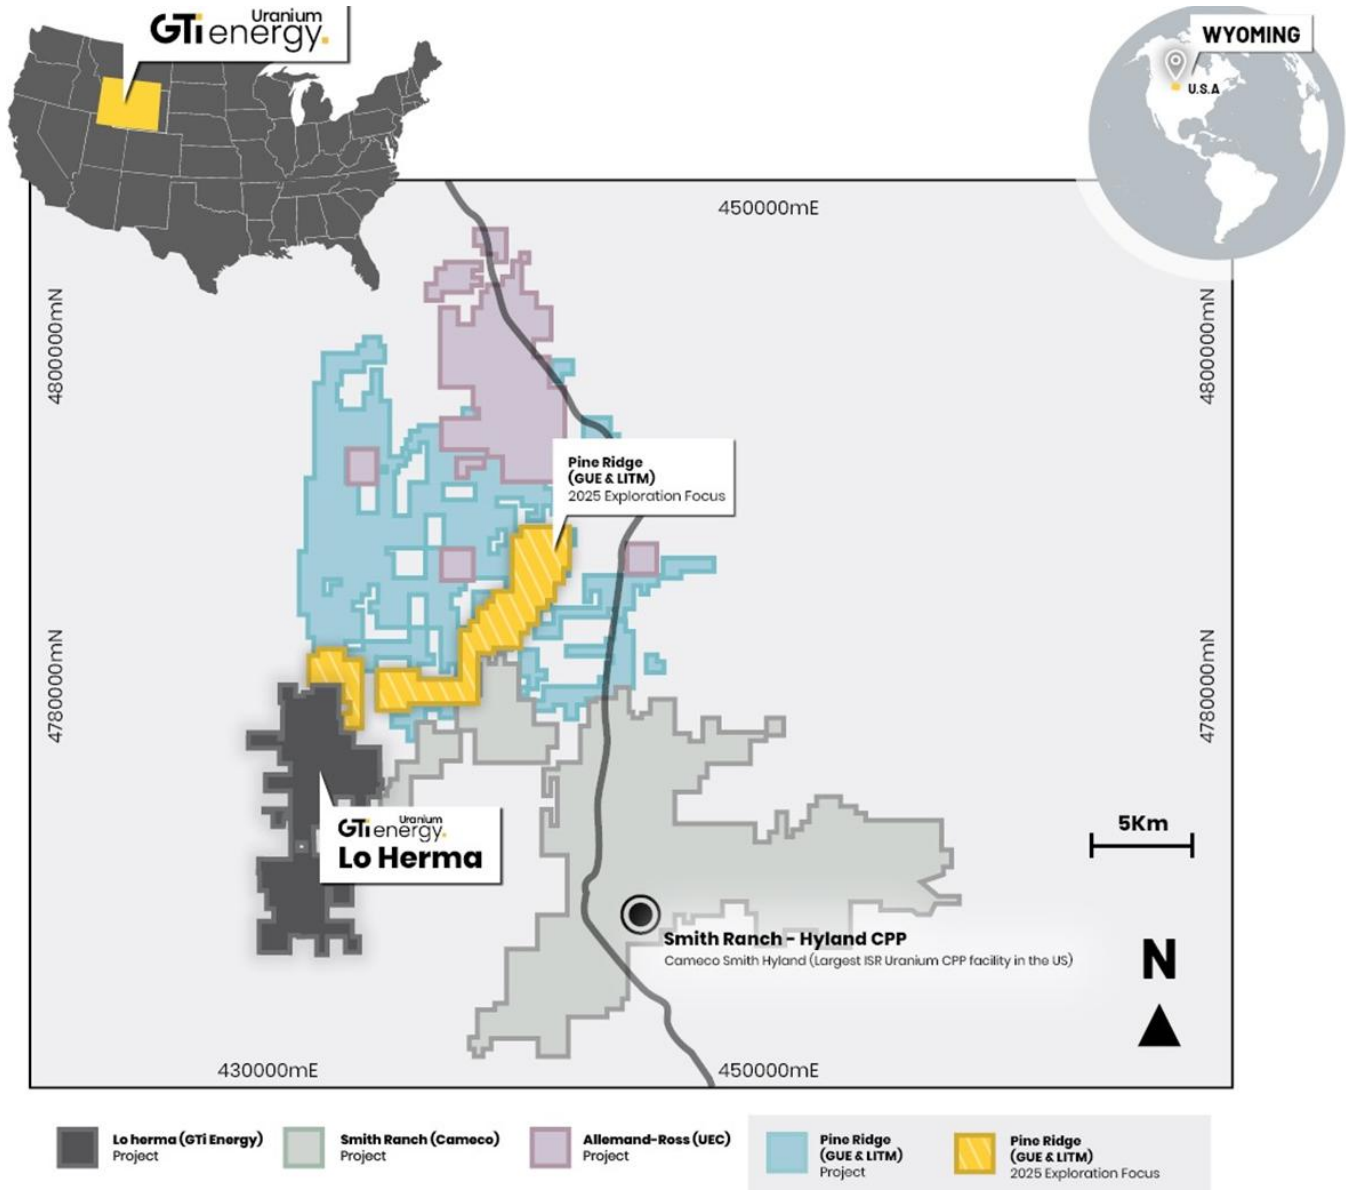 GTi energy.
Uranium
WYOMING
U.S.A
450000mE
4800000mN
4800000mN
Pine Ridge
(GUE & LITM)
2025 Exploration Focus
4780000mN
4780000mN
GTi energy.
Uranium
Lo Herma
5Km
Smith Ranch - Hyland CPP
Cameco Smith Hyland (Largest ISR Uranium CPP facility in the US)
N
430000mE
450000mE
Lo herma (GTi Energy)
Project
Smith Ranch (Cameco)
Project
Allemand-Ross (UEC)
Project
Pine Ridge
(GUE & LITM)
Project
Pine Ridge
(GUE & LITM)
2025 Exploration Focus